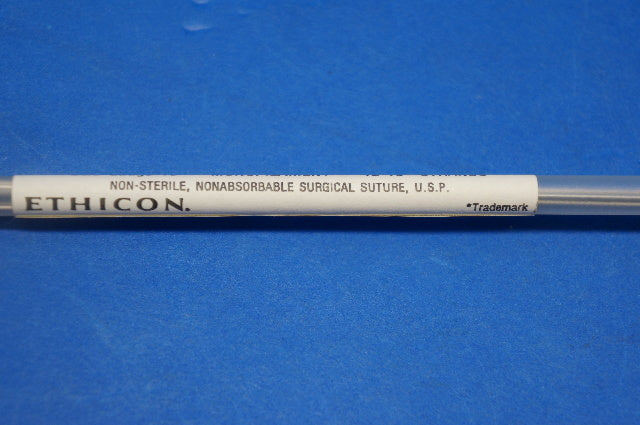 NON-STERILE, NONABSORBABLE SURGICAL SUTURE, U.S.P.
ETHICON.
*Trademark